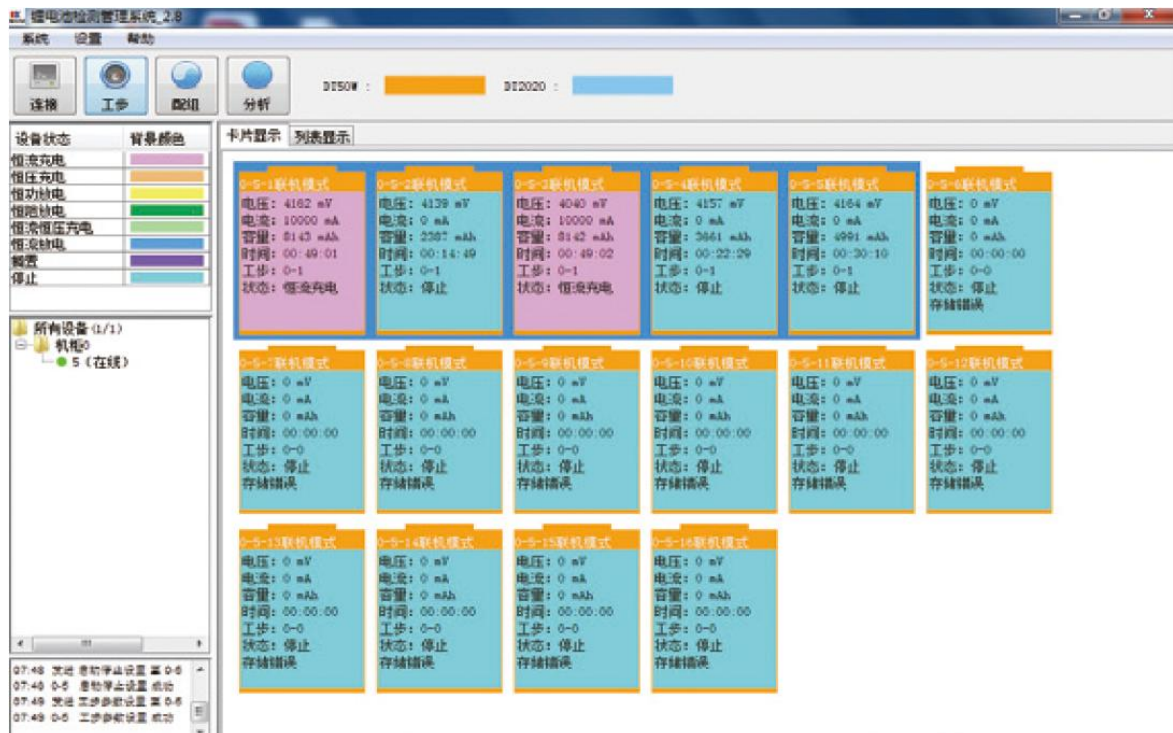 锂电池检测管理系统_2.8
系统 设置 帮助
连接 工步 配组 分析
DT50W : DT2020 :
设备状态 背景颜色
恒流充电
恒压充电
恒功放电
恒阻放电
恒流恒压充电
恒流放电
搁置
停止
所有设备(1/1)
机柜0
5(在线)
07:48 发送 启动停止设置 至 0-5
07:48 0-5 启动停止设置 成功
07:49 发送 工步参数设置 至 0-5
07:49 0-5 工步参数设置 成功
卡片显示 列表显示
0-5-1联机模式
电压: 4162 mV
电流: 10000 mA
容量: 8143 mAh
时间: 00:49:01
工步: 0-1
状态: 恒流充电
0-5-2联机模式
电压: 4139 mV
电流: 0 mA
容量: 2387 mAh
时间: 00:14:49
工步: 0-1
状态: 停止
0-5-3联机模式
电压: 4040 mV
电流: 10000 mA
容量: 8142 mAh
时间: 00:49:02
工步: 0-1
状态: 恒流充电
0-5-4联机模式
电压: 4157 mV
电流: 0 mA
容量: 3661 mAh
时间: 00:22:29
工步: 0-1
状态: 停止
0-5-5联机模式
电压: 4164 mV
电流: 0 mA
容量: 4991 mAh
时间: 00:30:10
工步: 0-1
状态: 停止
0-5-6联机模式
电压: 0 mV
电流: 0 mA
容量: 0 mAh
时间: 00:00:00
工步: 0-0
状态: 停止
存储错误
0-5-7联机模式
电压: 0 mV
电流: 0 mA
容量: 0 mAh
时间: 00:00:00
工步: 0-0
状态: 停止
存储错误
0-5-8联机模式
电压: 0 mV
电流: 0 mA
容量: 0 mAh
时间: 00:00:00
工步: 0-0
状态: 停止
存储错误
0-5-9联机模式
电压: 0 mV
电流: 0 mA
容量: 0 mAh
时间: 00:00:00
工步: 0-0
状态: 停止
存储错误
0-5-10联机模式
电压: 0 mV
电流: 0 mA
容量: 0 mAh
时间: 00:00:00
工步: 0-0
状态: 停止
存储错误
0-5-11联机模式
电压: 0 mV
电流: 0 mA
容量: 0 mAh
时间: 00:00:00
工步: 0-0
状态: 停止
存储错误
0-5-12联机模式
电压: 0 mV
电流: 0 mA
容量: 0 mAh
时间: 00:00:00
工步: 0-0
状态: 停止
存储错误
0-5-13联机模式
电压: 0 mV
电流: 0 mA
容量: 0 mAh
时间: 00:00:00
工步: 0-0
状态: 停止
存储错误
0-5-14联机模式
电压: 0 mV
电流: 0 mA
容量: 0 mAh
时间: 00:00:00
工步: 0-0
状态: 停止
存储错误
0-5-15联机模式
电压: 0 mV
电流: 0 mA
容量: 0 mAh
时间: 00:00:00
工步: 0-0
状态: 停止
存储错误
0-5-16联机模式
电压: 0 mV
电流: 0 mA
容量: 0 mAh
时间: 00:00:00
工步: 0-0
状态: 停止
存储错误